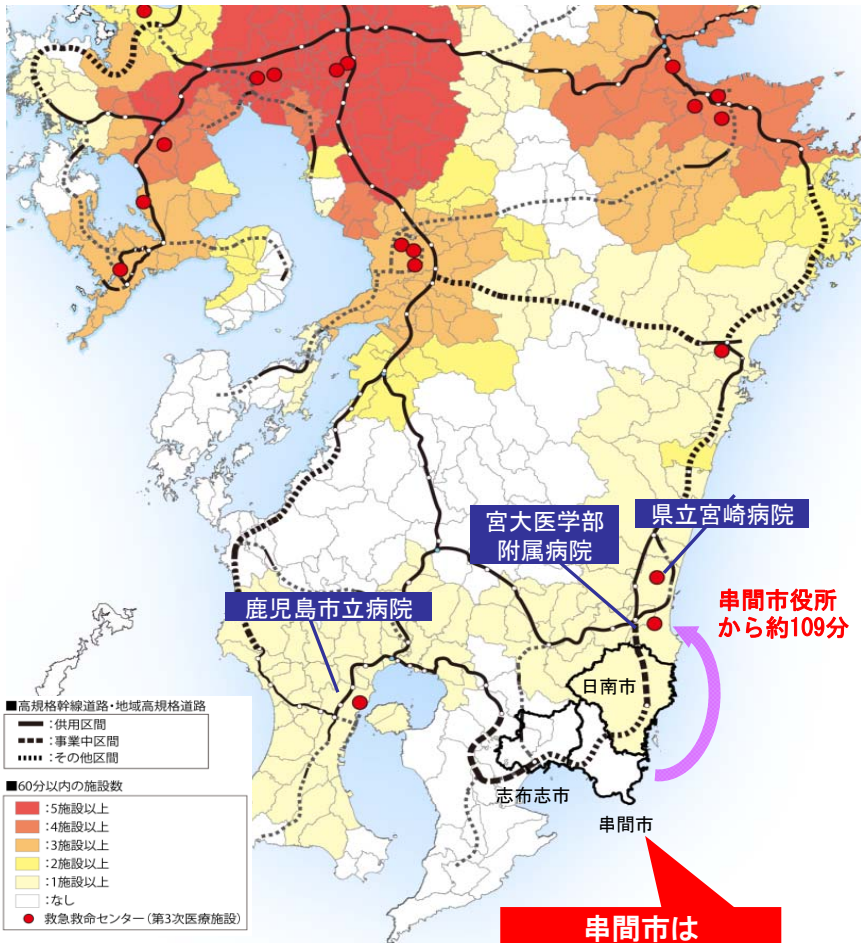 宮大医学部
附属病院
県立宮崎病院
鹿児島市立病院
串間市役所
から約109分
日南市
志布志市
串間市
串間市は
■高規格幹線道路・地域高規格道路
:供用区間
:事業中区間
:その他区間
■60分以内の施設数
:5施設以上
:4施設以上
:3施設以上
:2施設以上
:1施設以上
:なし
救急救命センター(第3次医療施設)